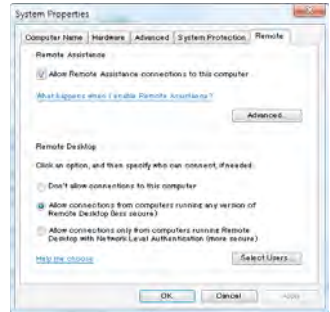 System Properties
Computer Name Hardware Advanced System Protection Remote
Remote Assistance
Allow Remote Assistance connections to this computer
What happens when I enable Remote Assistance?
Advanced...
Remote Desktop
Click an option, and then specify who can connect, if needed.
Don't allow connections to this computer
Allow connections from computers running any version of
Remote Desktop (less secure)
Allow connections only from computers running Remote
Desktop with Network Level Authentication (more secure)
Help me choose
Select Users...
OK Cancel Apply